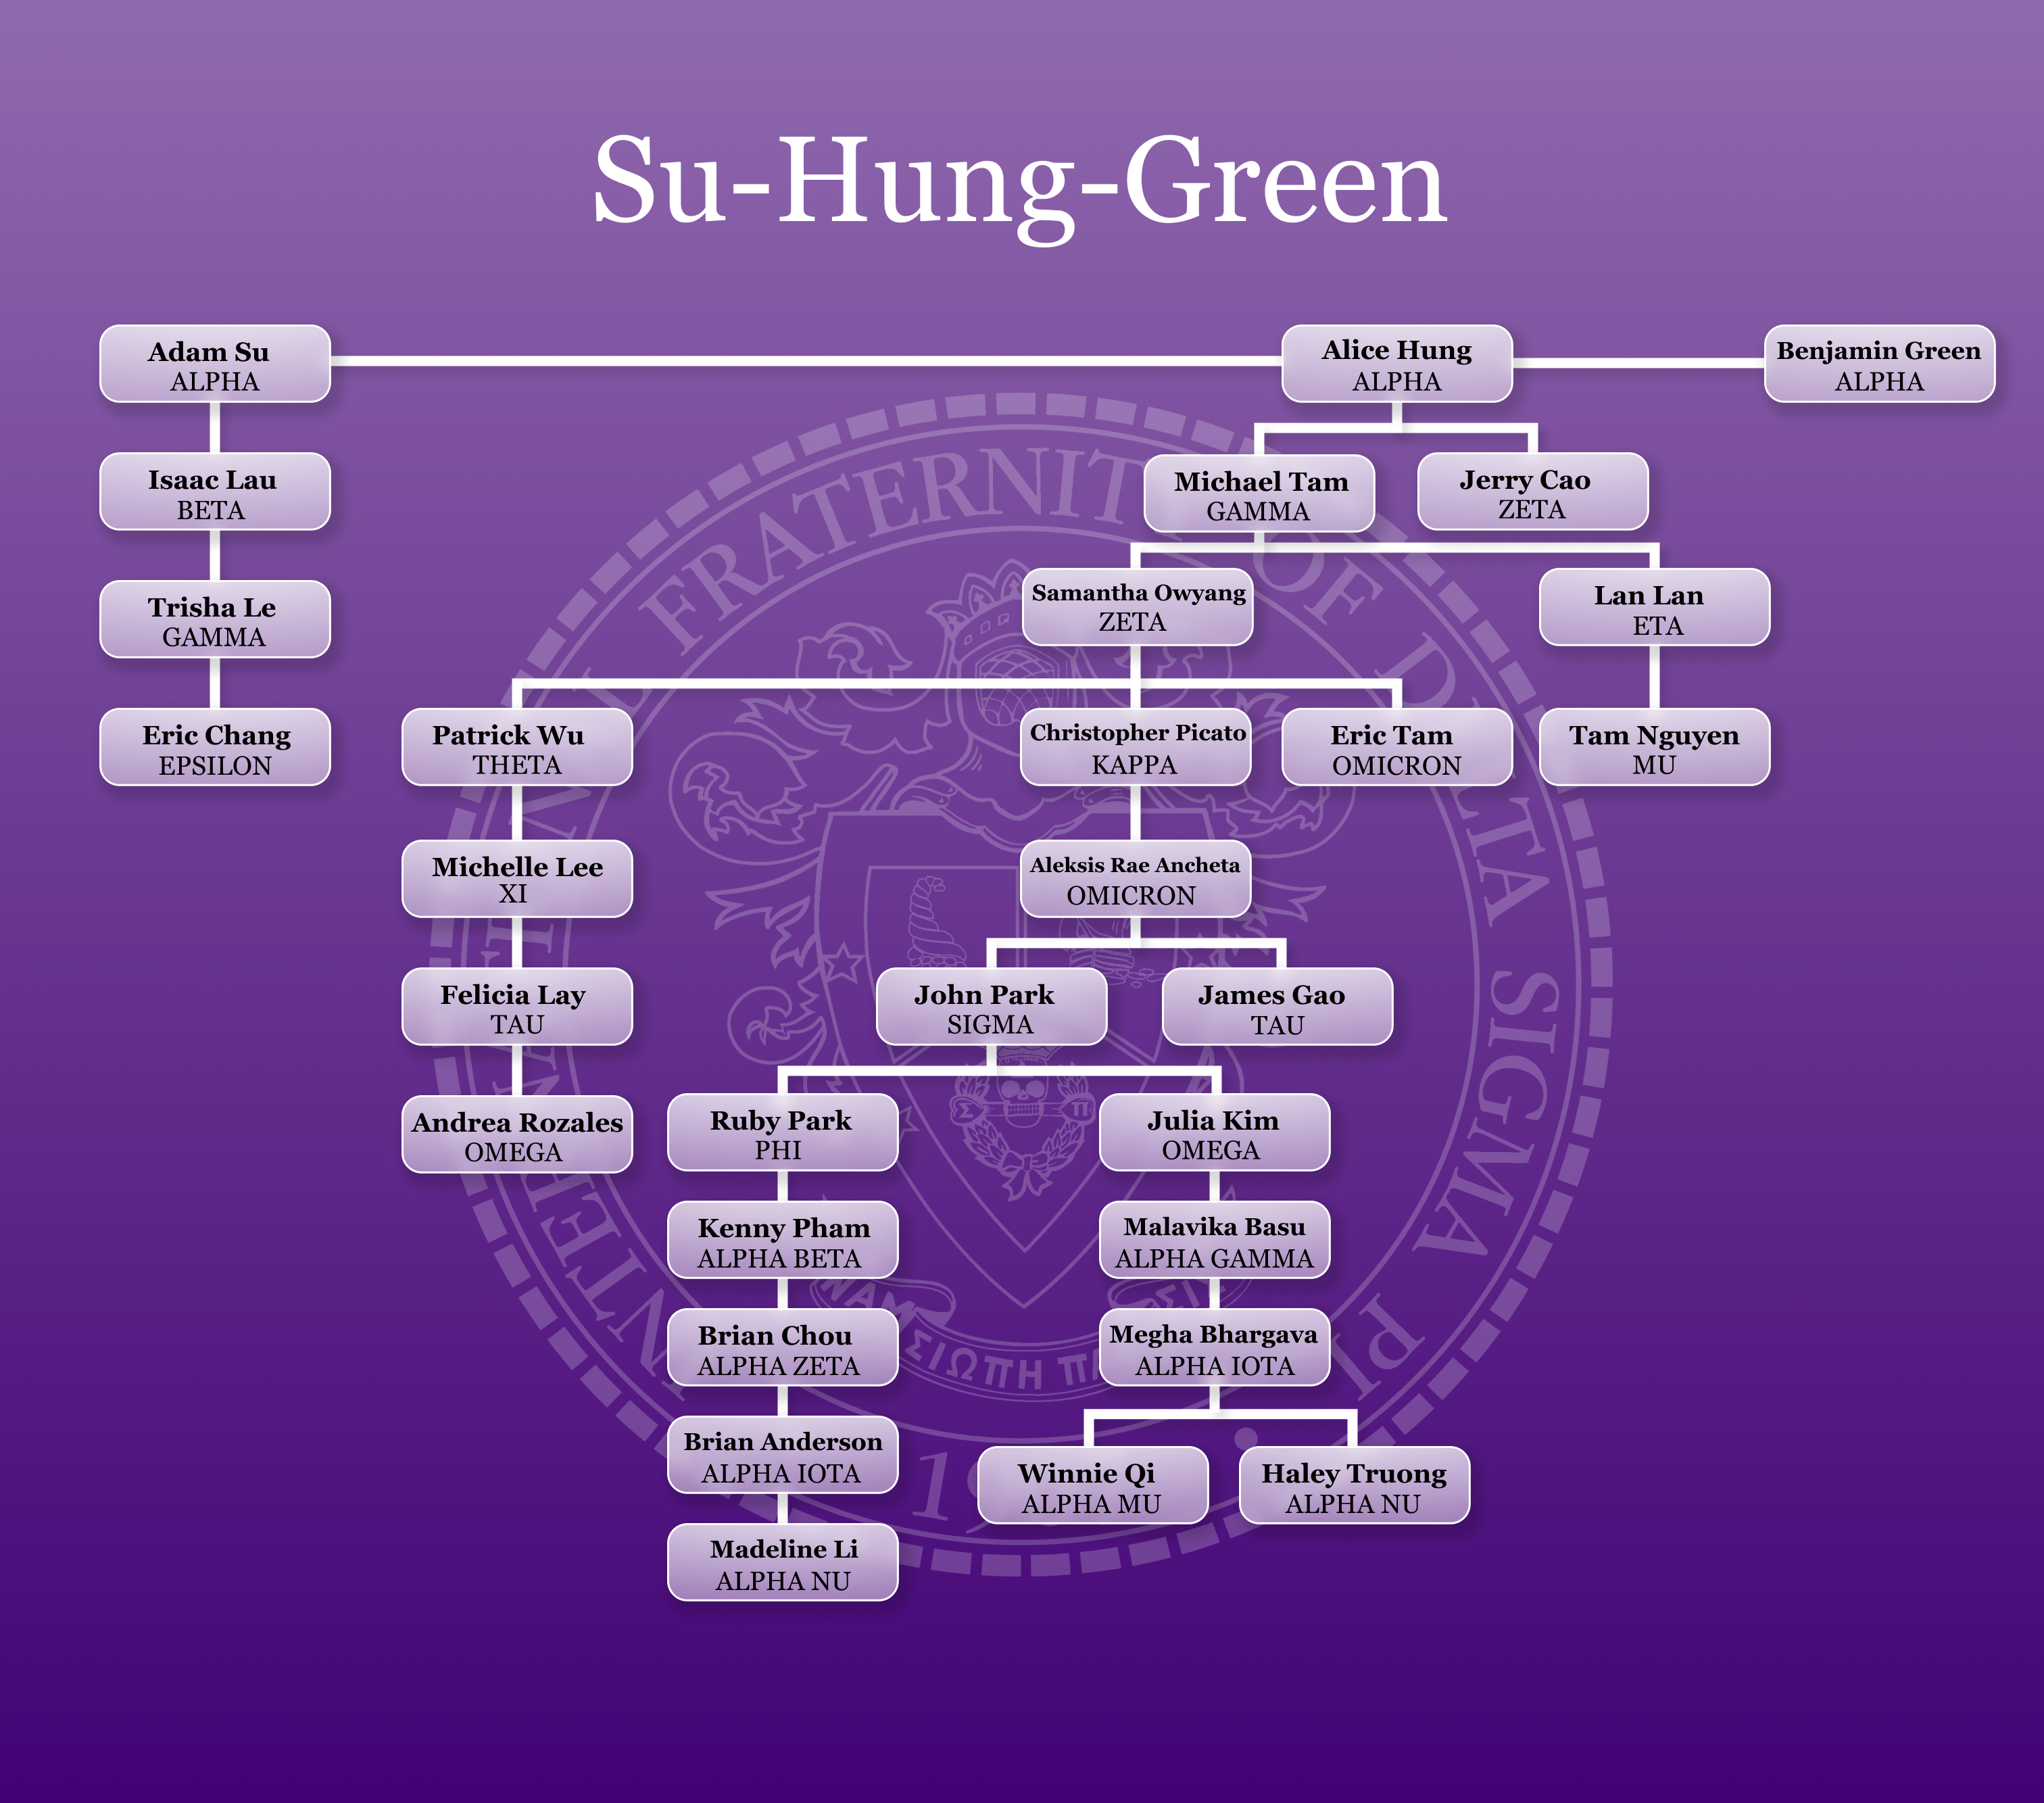 Su-Hung-Green
Adam Su
ALPHA
Alice Hung
ALPHA
Benjamin Green
ALPHA
Isaac Lau
BETA
Michael Tam
GAMMA
Jerry Cao
ZETA
Trisha Le
GAMMA
Samantha Owyang
ZETA
Lan Lan
ETA
Eric Chang
EPSILON
Patrick Wu
THETA
Christopher Picato
KAPPA
Eric Tam
OMICRON
Tam Nguyen
MU
Michelle Lee
XI
Aleksis Rae Ancheta
OMICRON
Felicia Lay
TAU
John Park
SIGMA
James Gao
TAU
Andrea Rozales
OMEGA
Ruby Park
PHI
Julia Kim
OMEGA
Kenny Pham
ALPHA BETA
Malavika Basu
ALPHA GAMMA
Brian Chou
ALPHA ZETA
Megha Bhargava
ALPHA IOTA
Brian Anderson
ALPHA IOTA
Winnie Qi
ALPHA MU
Haley Truong
ALPHA NU
Madeline Li
ALPHA NU
OF
SIGMA
PI
ΣΙΩΠΗ